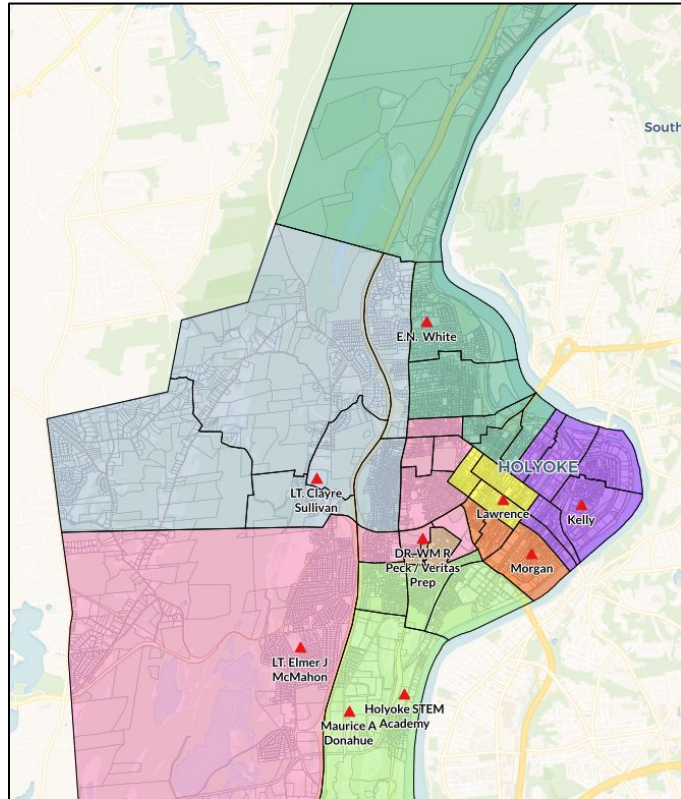 South
E.N. White
HOLYOKE
LT. Clayre
Sullivan
Lawrence
Kelly
DR. WM R
Peck / Veritas
Prep
Morgan
LT. Elmer J
McMahon
Holyoke STEM
Academy
Maurice A
Donahue